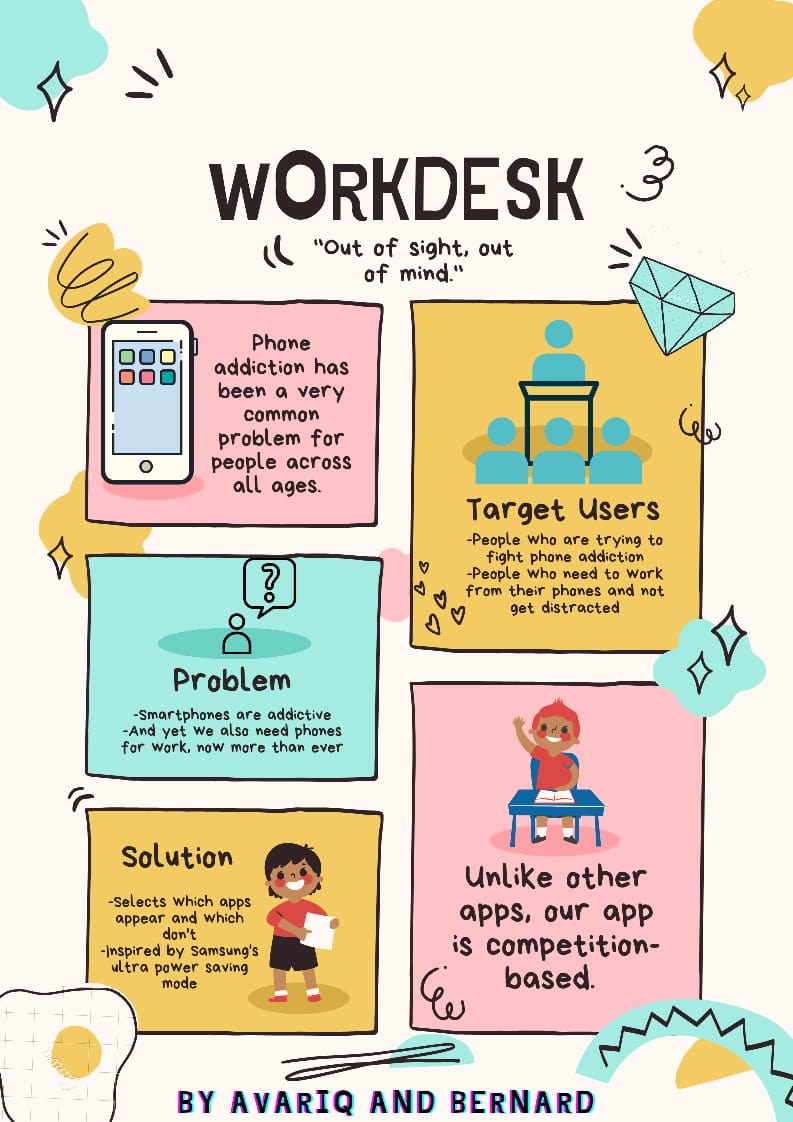 WORKDESK
"Out of sight, out
of mind."
Phone
addiction has
been a very
common
problem for
people across
all ages.
Target Users
-People who are trying to
fight phone addiction
-People who need to work
from their phones and not
get distracted
?
Problem
-Smartphones are addictive
-And yet we also need phones
for work, now more than ever
Solution
-Selects which apps
appear and which
don't
-Inspired by Samsung's
ultra power saving
mode
Unlike other
apps, our app
is competition-
based.
BY AVARIQ AND BERNARD